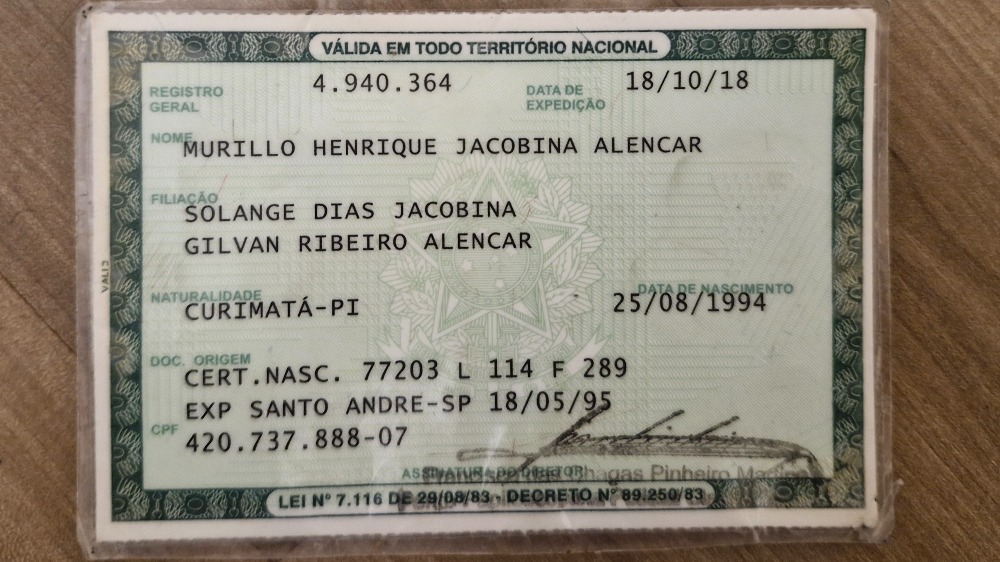 VÁLIDA EM TODO TERRITÓRIO NACIONAL
REGISTRO GERAL 4.940.364 DATA DE EXPEDIÇÃO 18/10/18
NOME
MURILLO HENRIQUE JACOBINA ALENCAR
FILIAÇÃO
SOLANGE DIAS JACOBINA
GILVAN RIBEIRO ALENCAR
NATURALIDADE DATA DE NASCIMENTO
CURIMATÁ-PI 25/08/1994
DOC. ORIGEM
CERT.NASC. 77203 L 114 F 289
EXP SANTO ANDRE-SP 18/05/95
CPF
420.737.888-07
ASSINATURA DO DIRETOR
Pinheiro
LEI Nº 7.116 DE 29/08/83 - DECRETO Nº 89.250/83